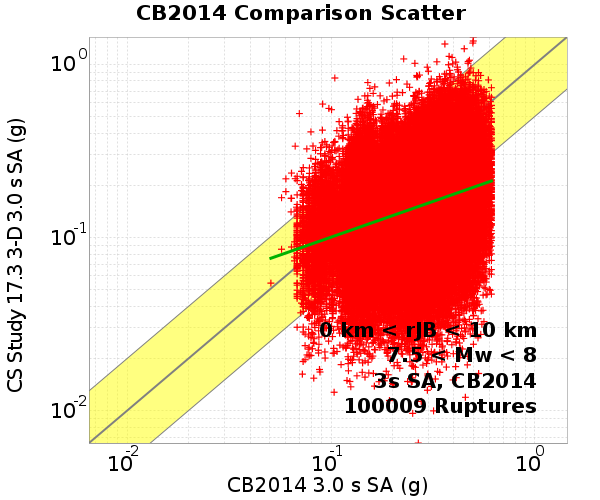 CB2014 Comparison Scatter
CS Study 17.3 3-D 3.0 s SA (g)
10^0
10^-1
10^-2
0 km < rJB < 10 km
7.5 < Mw < 8
3s SA, CB2014
100009 Ruptures
10^-2 10^-1 10^0
CB2014 3.0 s SA (g)